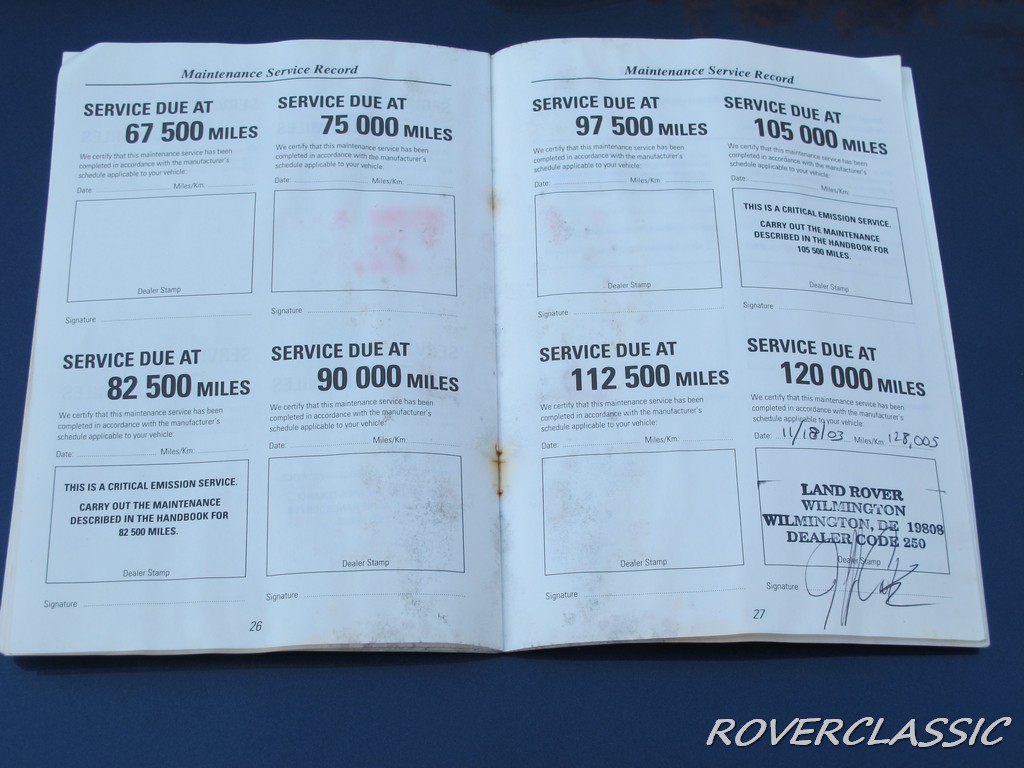 Maintenance Service Record
SERVICE DUE AT
67 500 MILES
We certify that this maintenance service has been
completed in accordance with the manufacturer's
schedule applicable to your vehicle:
Date: Miles/Km:
Dealer Stamp
Signature
SERVICE DUE AT
75 000 MILES
We certify that this maintenance service has been
completed in accordance with the manufacturer's
schedule applicable to your vehicle:
Date: Miles/Km:
Signature
SERVICE DUE AT
82 500 MILES
We certify that this maintenance service has been
completed in accordance with the manufacturer's
schedule applicable to your vehicle:
Date: Miles/Km:
THIS IS A CRITICAL EMISSION SERVICE.
CARRY OUT THE MAINTENANCE
DESCRIBED IN THE HANDBOOK FOR
82 500 MILES.
Dealer Stamp
Signature
SERVICE DUE AT
90 000 MILES
We certify that this maintenance service has been
completed in accordance with the manufacturer's
schedule applicable to your vehicle:
Date: Miles/Km:
Dealer Stamp
Signature
26
Maintenance Service Record
SERVICE DUE AT
97 500 MILES
We certify that this maintenance service has been
completed in accordance with the manufacturer's
schedule applicable to your vehicle:
Date: Miles/Km:
Dealer Stamp
Signature
SERVICE DUE AT
105 000 MILES
We certify that this maintenance service has been
completed in accordance with the manufacturer's
schedule applicable to your vehicle:
Date: Miles/Km:
THIS IS A CRITICAL EMISSION SERVICE.
CARRY OUT THE MAINTENANCE
DESCRIBED IN THE HANDBOOK FOR
105 500 MILES.
Dealer Stamp
Signature
SERVICE DUE AT
112 500 MILES
We certify that this maintenance service has been
completed in accordance with the manufacturer's
schedule applicable to your vehicle:
Date: Miles/Km:
Dealer Stamp
Signature
SERVICE DUE AT
120 000 MILES
We certify that this maintenance service has been
completed in accordance with the manufacturer's
schedule applicable to your vehicle:
Date: 11/18/03 Miles/Km: 128,005
LAND ROVER
WILMINGTON
WILMINGTON, DE 19808
DEALER CODE 250
Dealer Stamp
Signature
27
ROVERCLASSIC